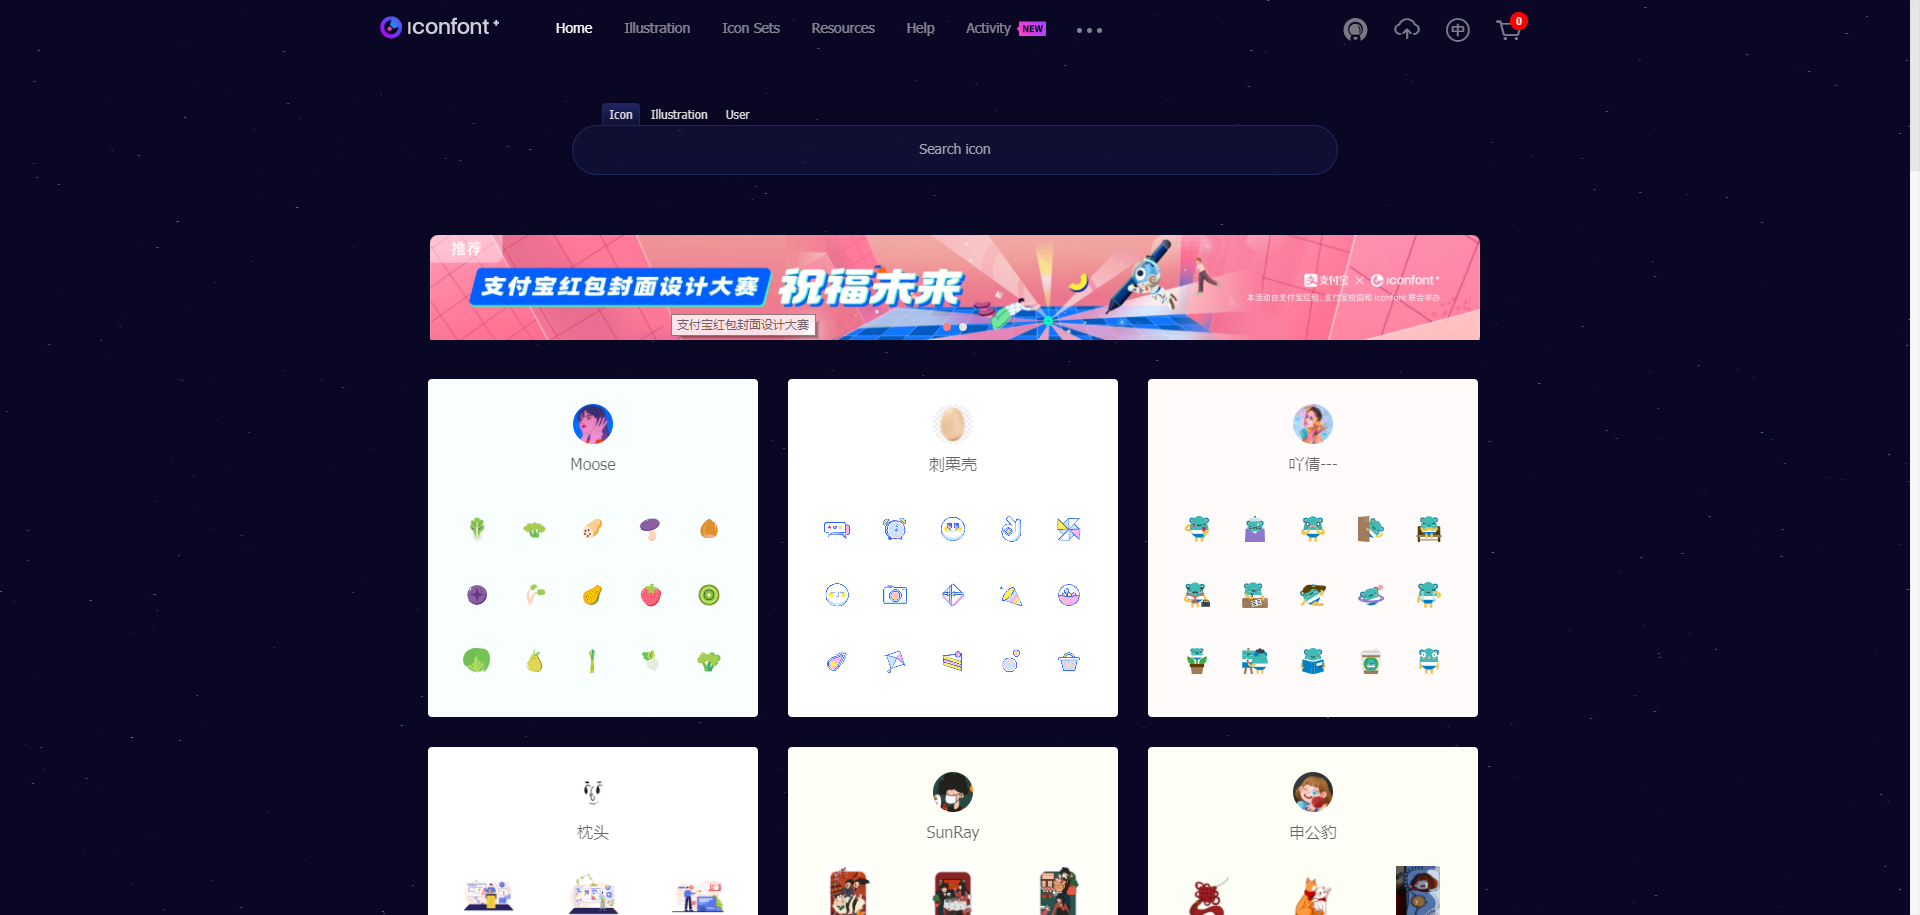 iconfont+
Home
Illustration
Icon Sets
Resources
Help
Activity
NEW
中
0
Icon
Illustration
User
Search icon
推荐
支付宝红包封面设计大赛
祝福未来
支付宝 × iconfont+
本活动由支付宝红包、支付宝校园和 iconfont 联合举办
支付宝红包封面设计大赛
Moose
刺栗壳
吖倩---
枕头
SunRay
申公豹